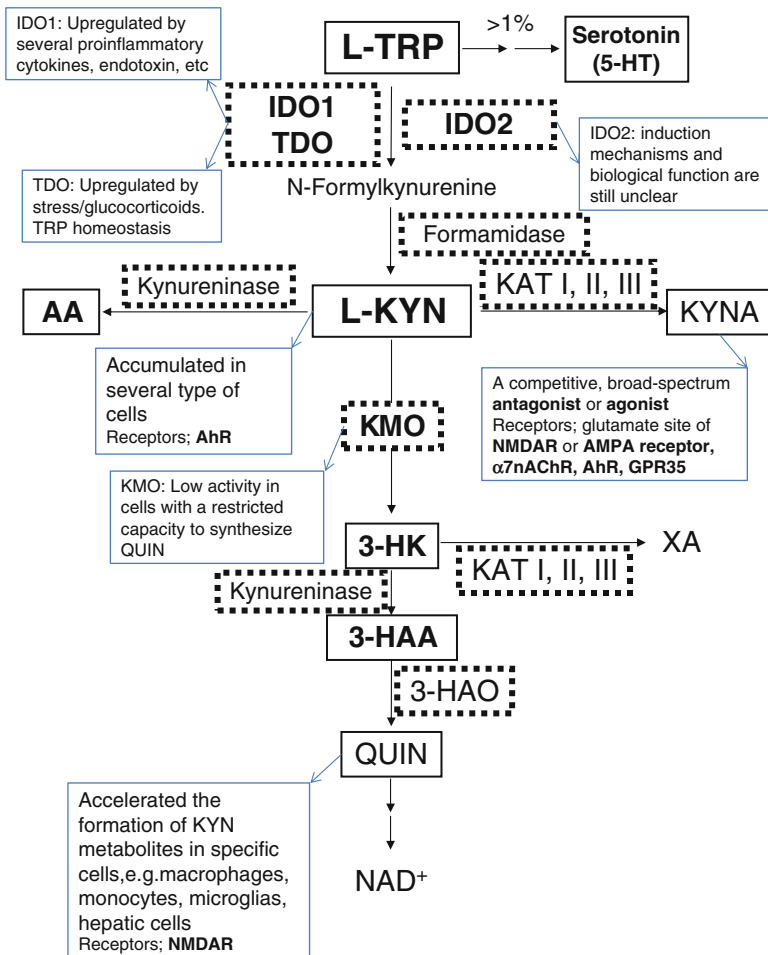 IDO1: Upregulated by
several proinflammatory
cytokines, endotoxin, etc
L-TRP
>1%
Serotonin
(5-HT)
IDO1
TDO
IDO2
IDO2: induction
mechanisms and
biological function are
still unclear
TDO: Upregulated by
stress/glucocorticoids.
TRP homeostasis
N-Formylkynurenine
Formamidase
Kynureninase
KAT I, II, III
AA
L-KYN
KYNA
Accumulated in
several type of
cells
Receptors; AhR
A competitive, broad-spectrum
antagonist or agonist
Receptors; glutamate site of
NMDAR or AMPA receptor,
α7nAChR, AhR, GPR35
KMO
KMO: Low activity in
cells with a restricted
capacity to synthesize
QUIN
3-HK
XA
KAT I, II, III
Kynureninase
3-HAA
3-HAO
QUIN
Accelerated the
formation of KYN
metabolites in specific
cells,e.g.macrophages,
monocytes, microglias,
hepatic cells
Receptors; NMDAR
NAD⁺